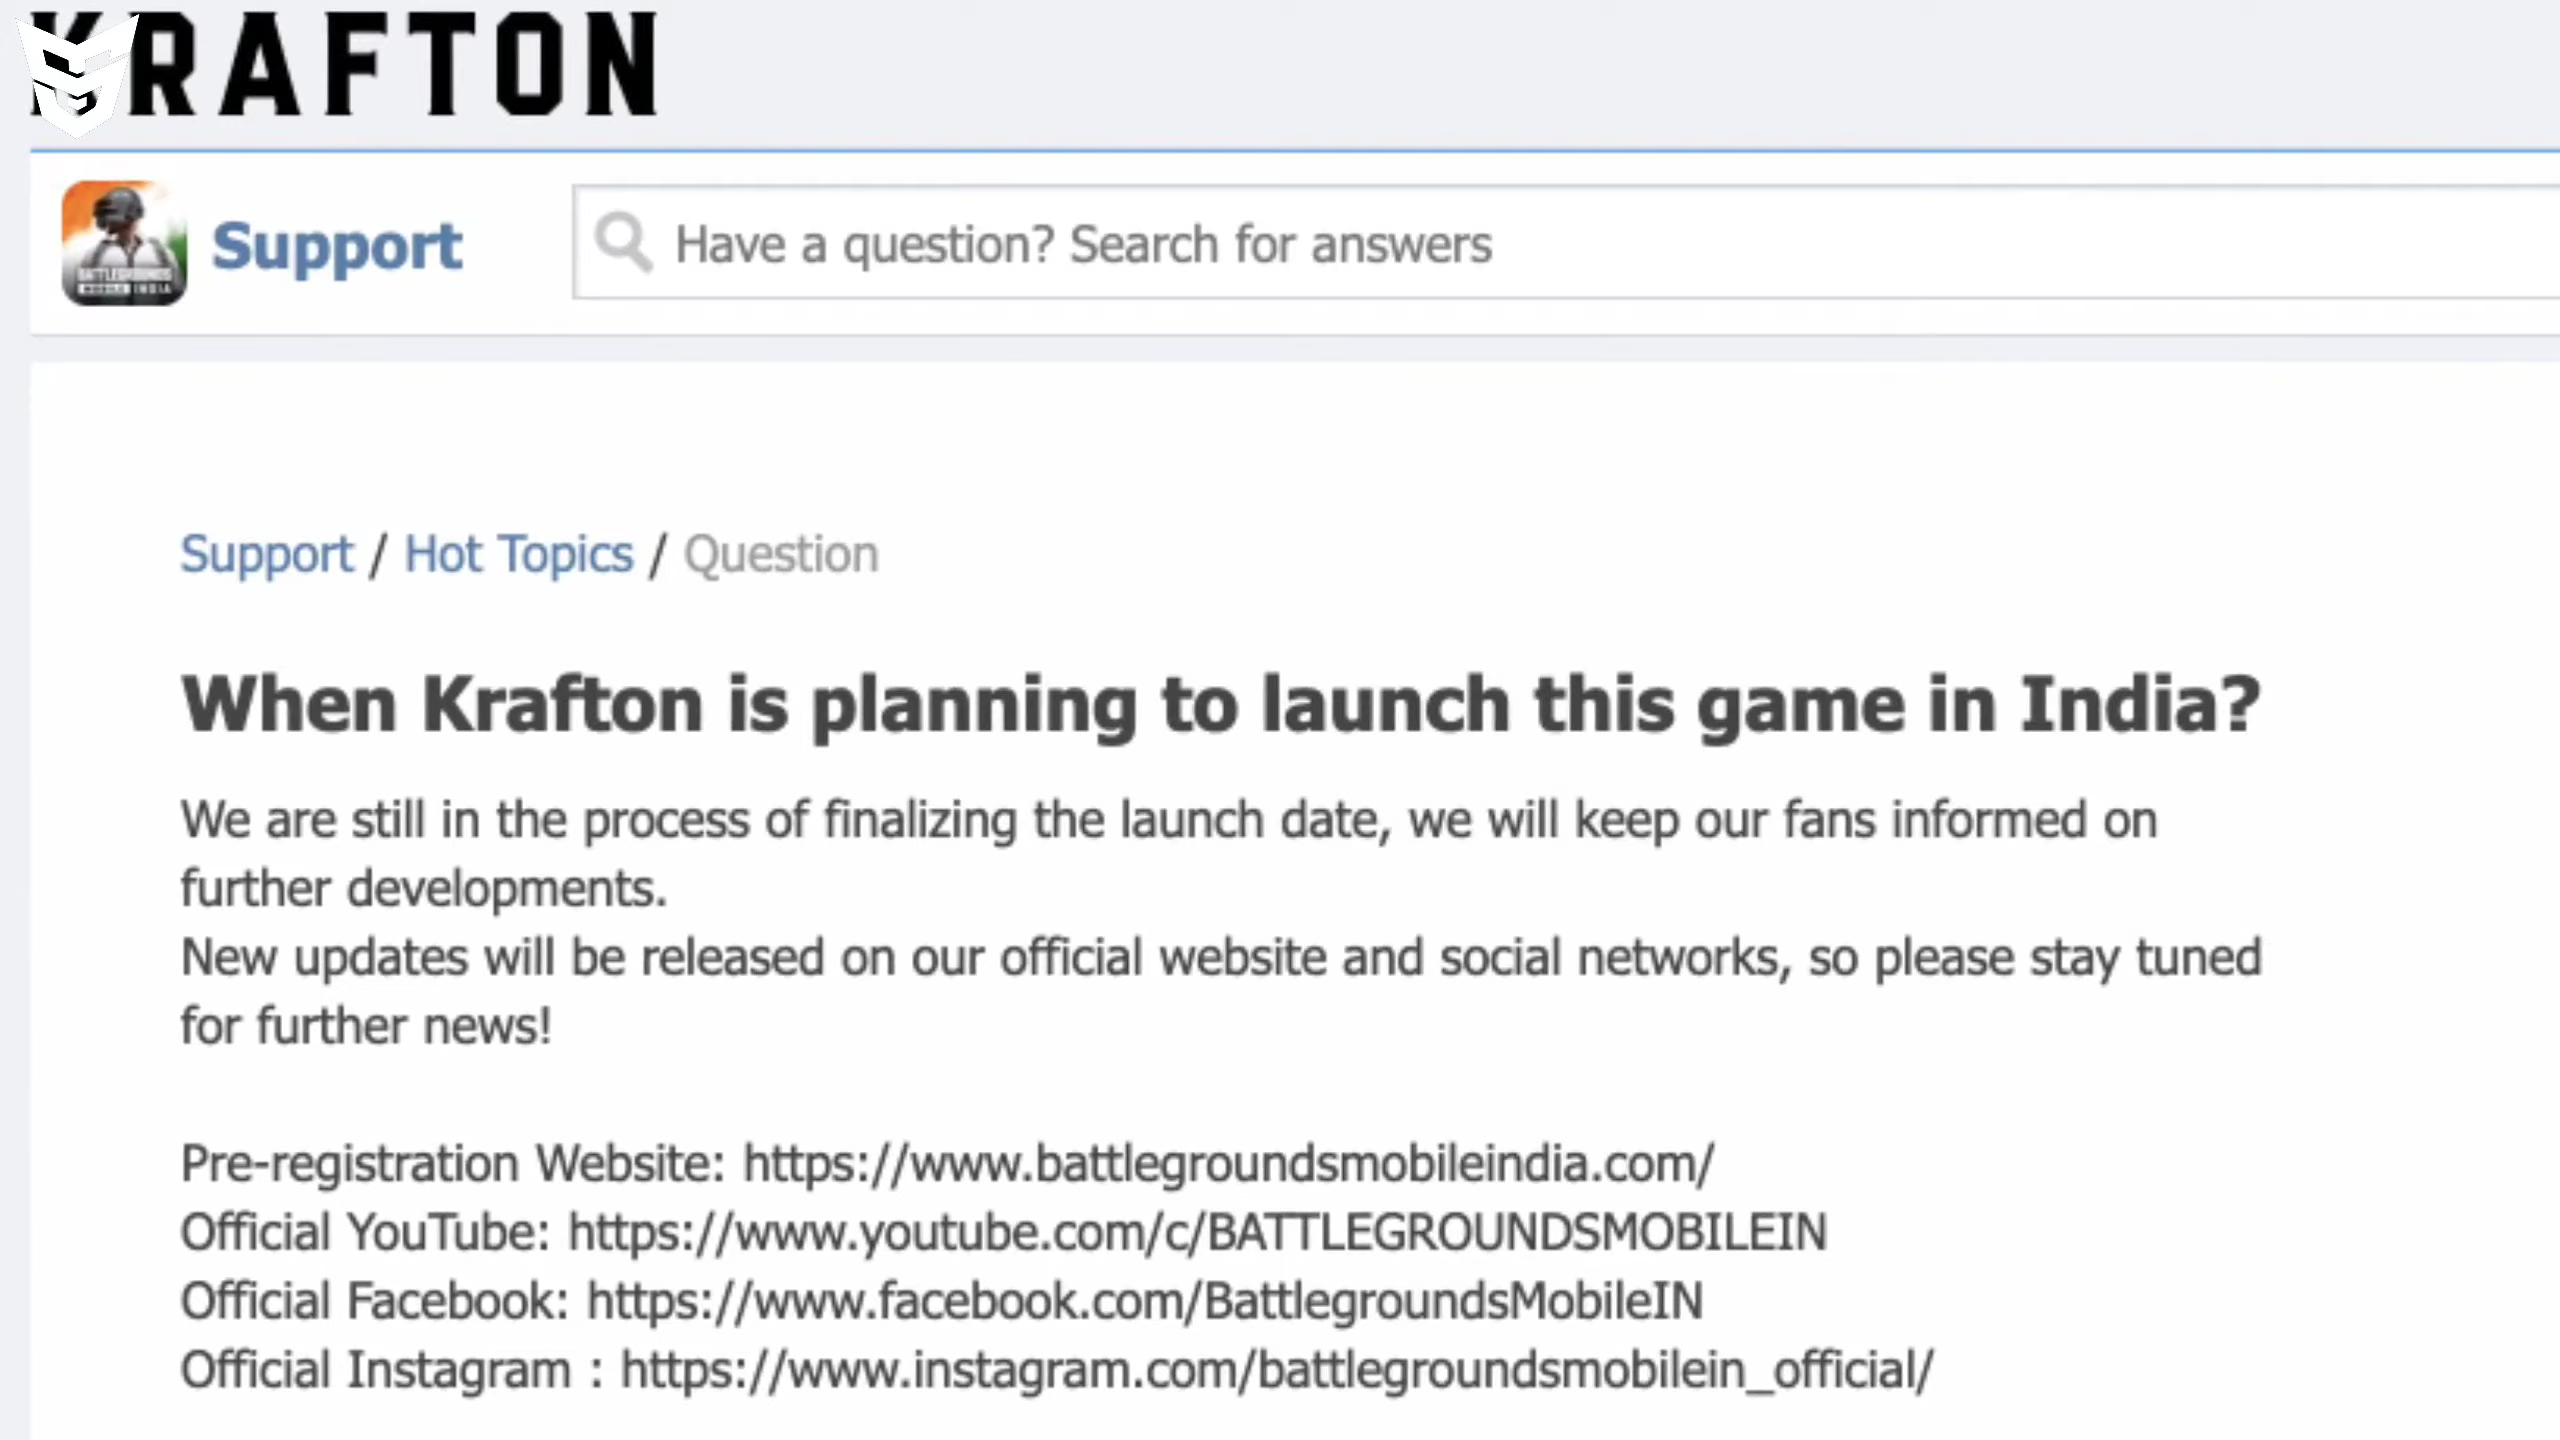 KRAFTON
Support
Have a question? Search for answers
BATTLEGROUNDS
MOBILE INDIA
Support / Hot Topics / Question
When Krafton is planning to launch this game in India?
We are still in the process of finalizing the launch date, we will keep our fans informed on
further developments.
New updates will be released on our official website and social networks, so please stay tuned
for further news!
Pre-registration Website: https://www.battlegroundsmobileindia.com/
Official YouTube: https://www.youtube.com/c/BATTLEGROUNDSMOBILEIN
Official Facebook: https://www.facebook.com/BattlegroundsMobileIN
Official Instagram : https://www.instagram.com/battlegroundsmobilein_official/